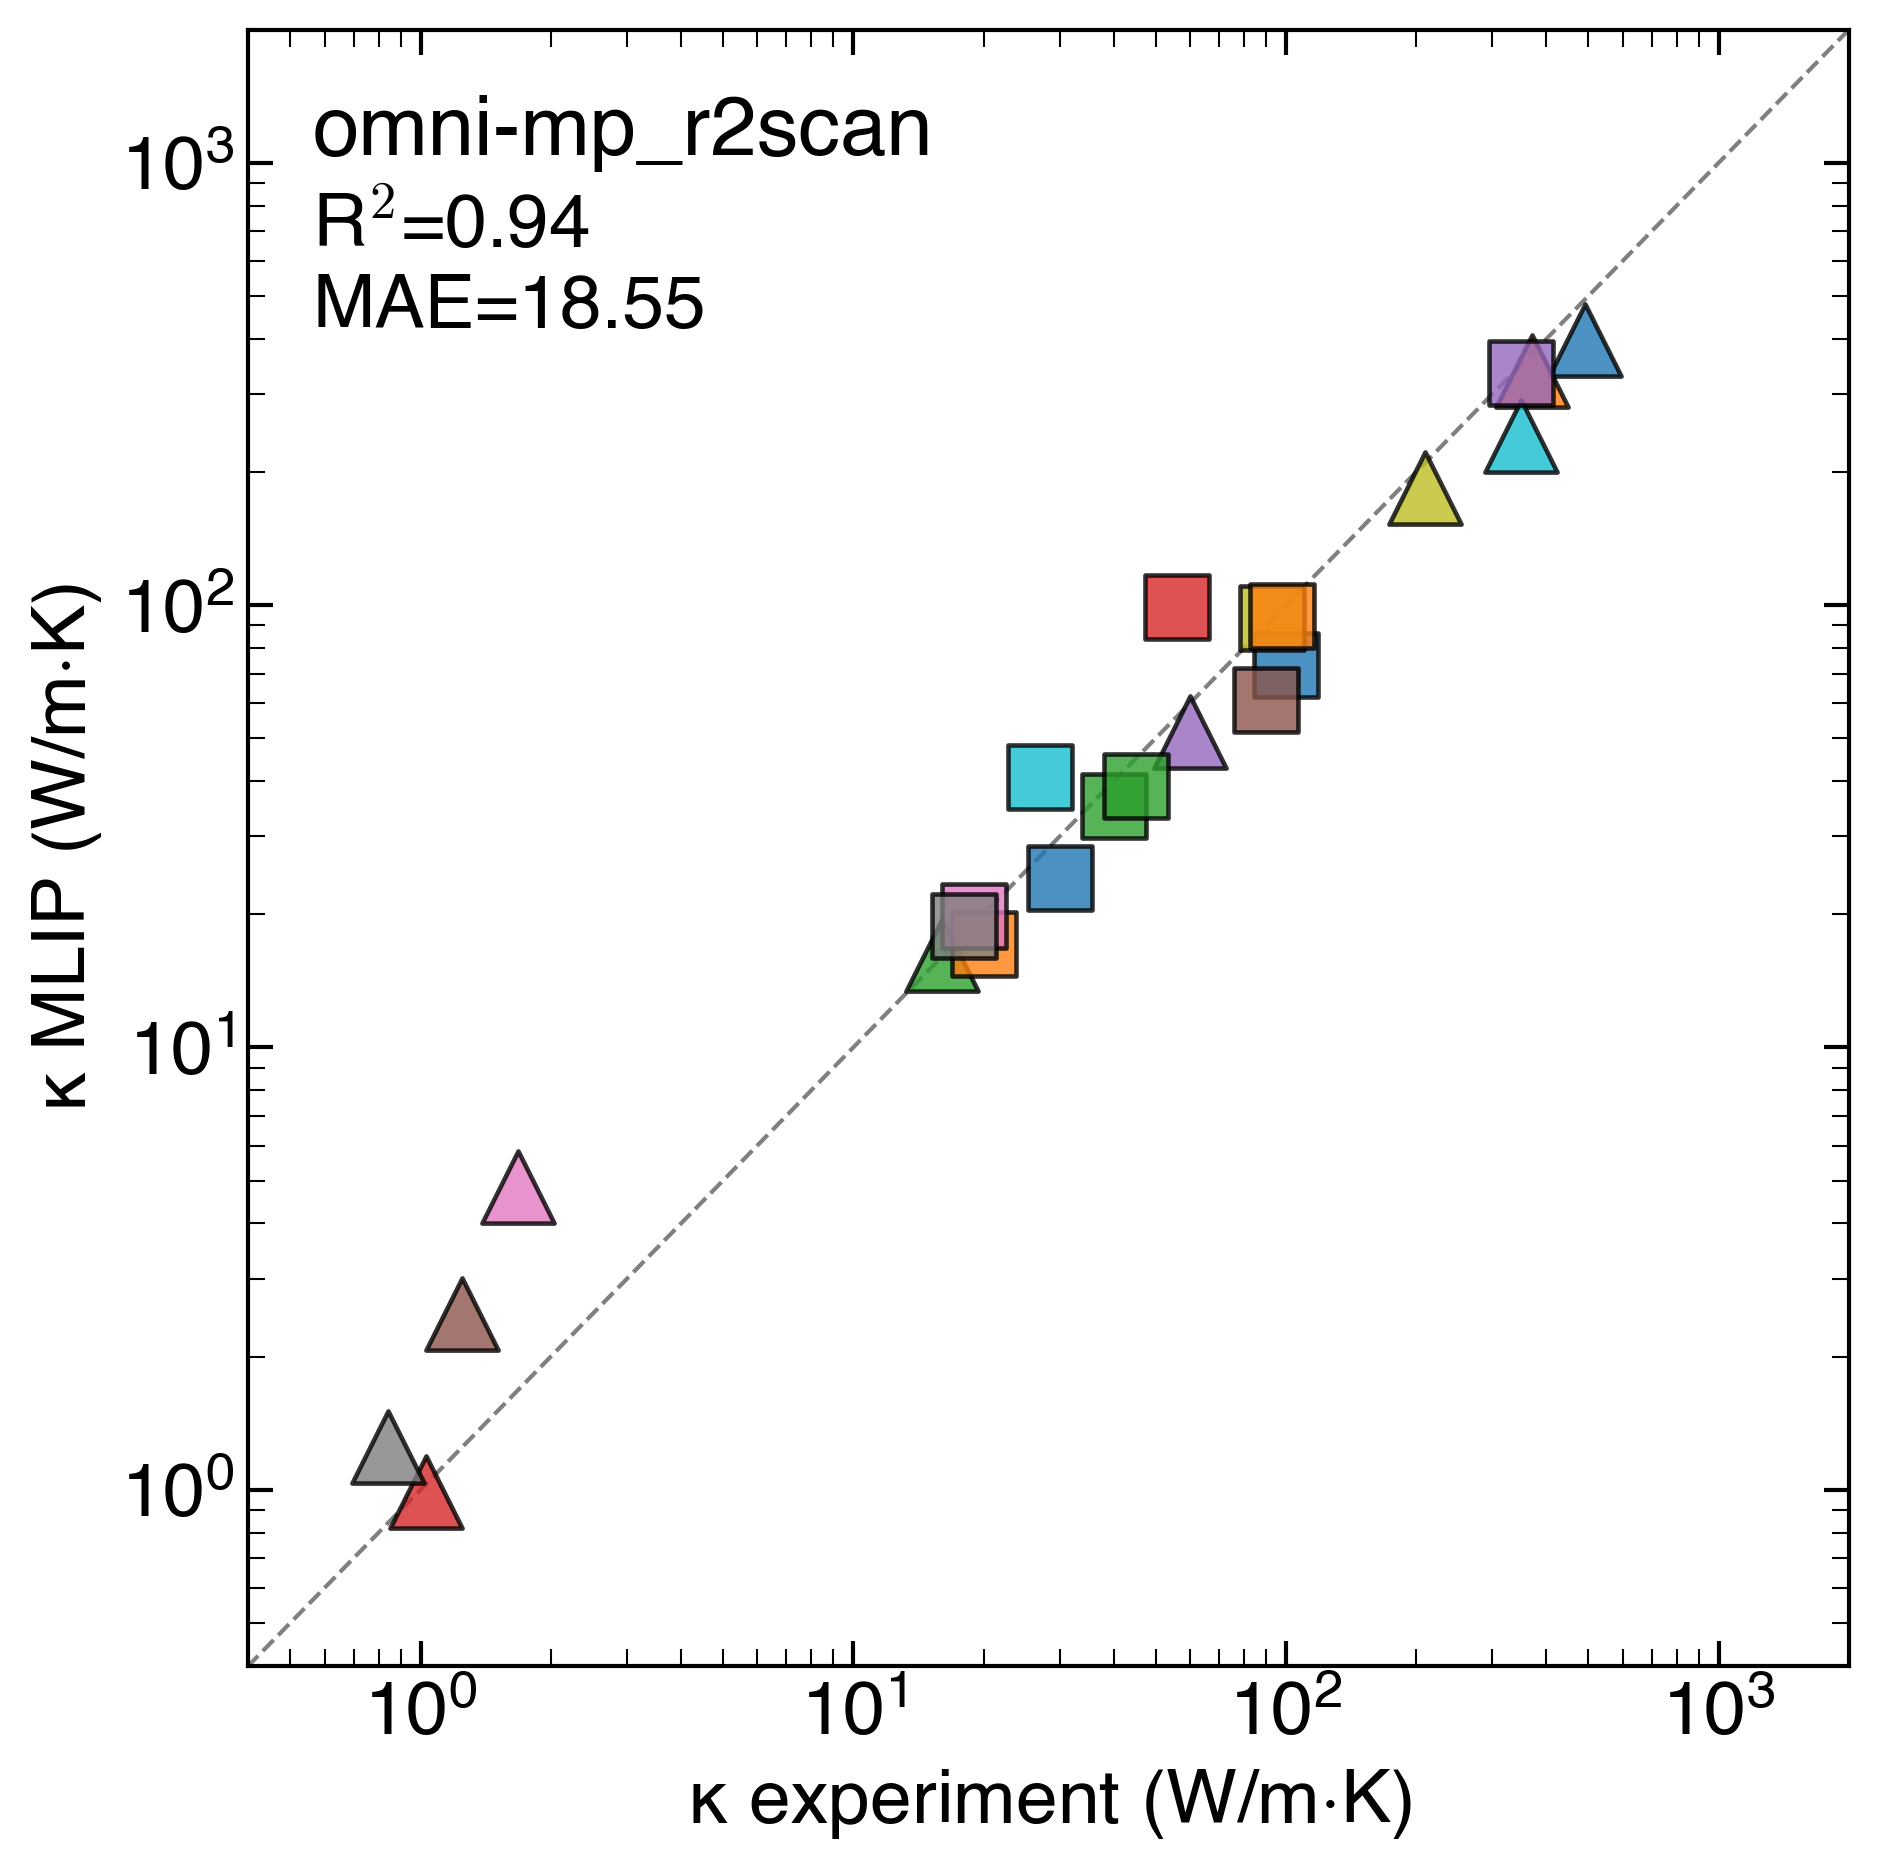 omni-mp_r2scan
R²=0.94
MAE=18.55
10³
10²
10¹
10⁰
κ MLIP (W/m·K)
10⁰ 10¹ 10² 10³
κ experiment (W/m·K)